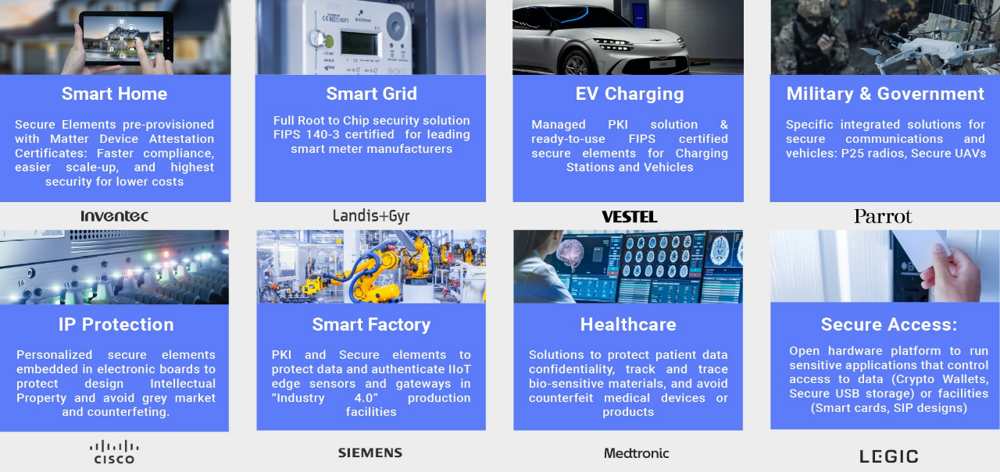 CE M21 0071
SICONIA
Smart Home
Secure Elements pre-provisioned
with Matter Device Attestation
Certificates: Faster compliance,
easier scale-up, and highest
security for lower costs
Inventec
Smart Grid
Full Root to Chip security solution
FIPS 140-3 certified for leading
smart meter manufacturers
Landis+Gyr
EV Charging
Managed PKI solution &
ready-to-use FIPS certified
secure elements for Charging
Stations and Vehicles
VESTEL
Military & Government
Specific integrated solutions for
secure communications and
vehicles: P25 radios, Secure UAVs
Parrot
IP Protection
Personalized secure elements
embedded in electronic boards to
protect design Intellectual
Property and avoid grey market
and counterfeting.
CISCO
Smart Factory
PKI and Secure elements to
protect data and authenticate IIoT
edge sensors and gateways in
“Industry 4.0” production
facilities
SIEMENS
Healthcare
Solutions to protect patient data
confidentiality, track and trace
bio-sensitive materials, and avoid
counterfeit medical devices or
products
Medtronic
Secure Access:
Open hardware platform to run
sensitive applications that control
access to data (Crypto Wallets,
Secure USB storage) or facilities
(Smart cards, SIP designs)
LEGIC